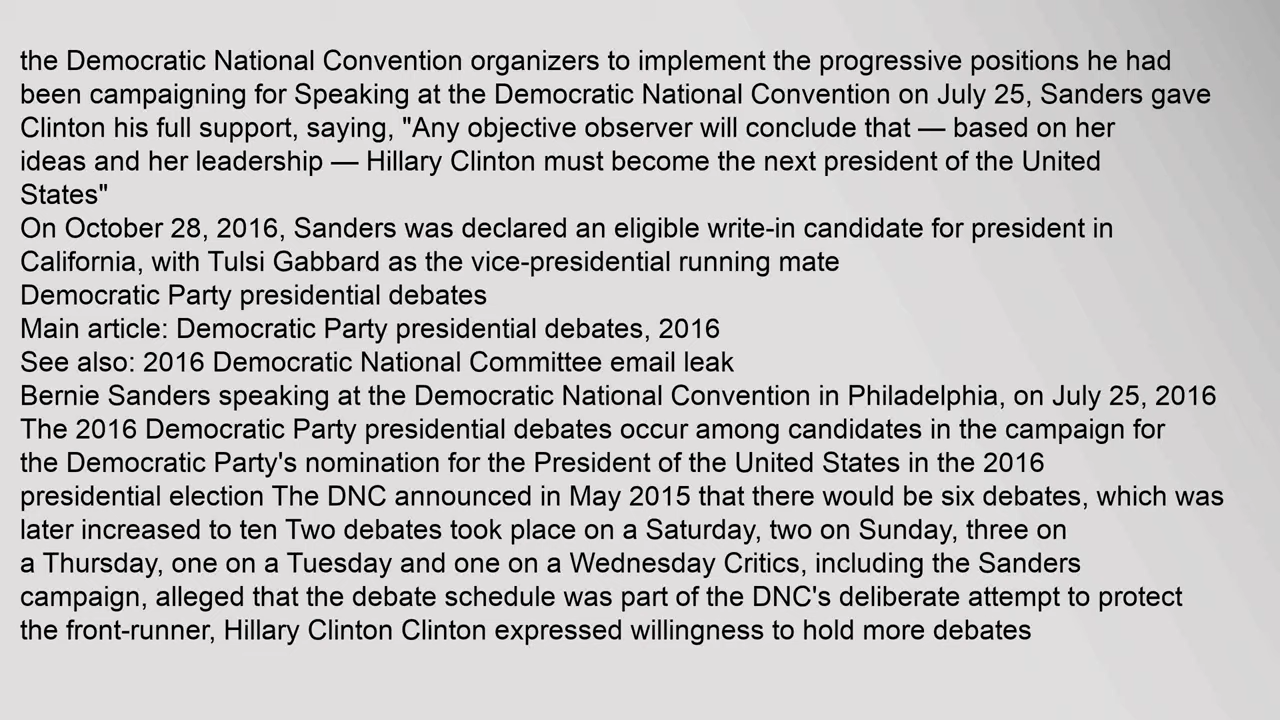 the Democratic National Convention organizers to implement the progressive positions he had
been campaigning for Speaking at the Democratic National Convention on July 25, Sanders gave
Clinton his full support, saying, "Any objective observer will conclude that — based on her
ideas and her leadership — Hillary Clinton must become the next president of the United
States"
On October 28, 2016, Sanders was declared an eligible write-in candidate for president in
California, with Tulsi Gabbard as the vice-presidential running mate
Democratic Party presidential debates
Main article: Democratic Party presidential debates, 2016
See also: 2016 Democratic National Committee email leak
Bernie Sanders speaking at the Democratic National Convention in Philadelphia, on July 25, 2016
The 2016 Democratic Party presidential debates occur among candidates in the campaign for
the Democratic Party's nomination for the President of the United States in the 2016
presidential election The DNC announced in May 2015 that there would be six debates, which was
later increased to ten Two debates took place on a Saturday, two on Sunday, three on
a Thursday, one on a Tuesday and one on a Wednesday Critics, including the Sanders
campaign, alleged that the debate schedule was part of the DNC's deliberate attempt to protect
the front-runner, Hillary Clinton Clinton expressed willingness to hold more debates